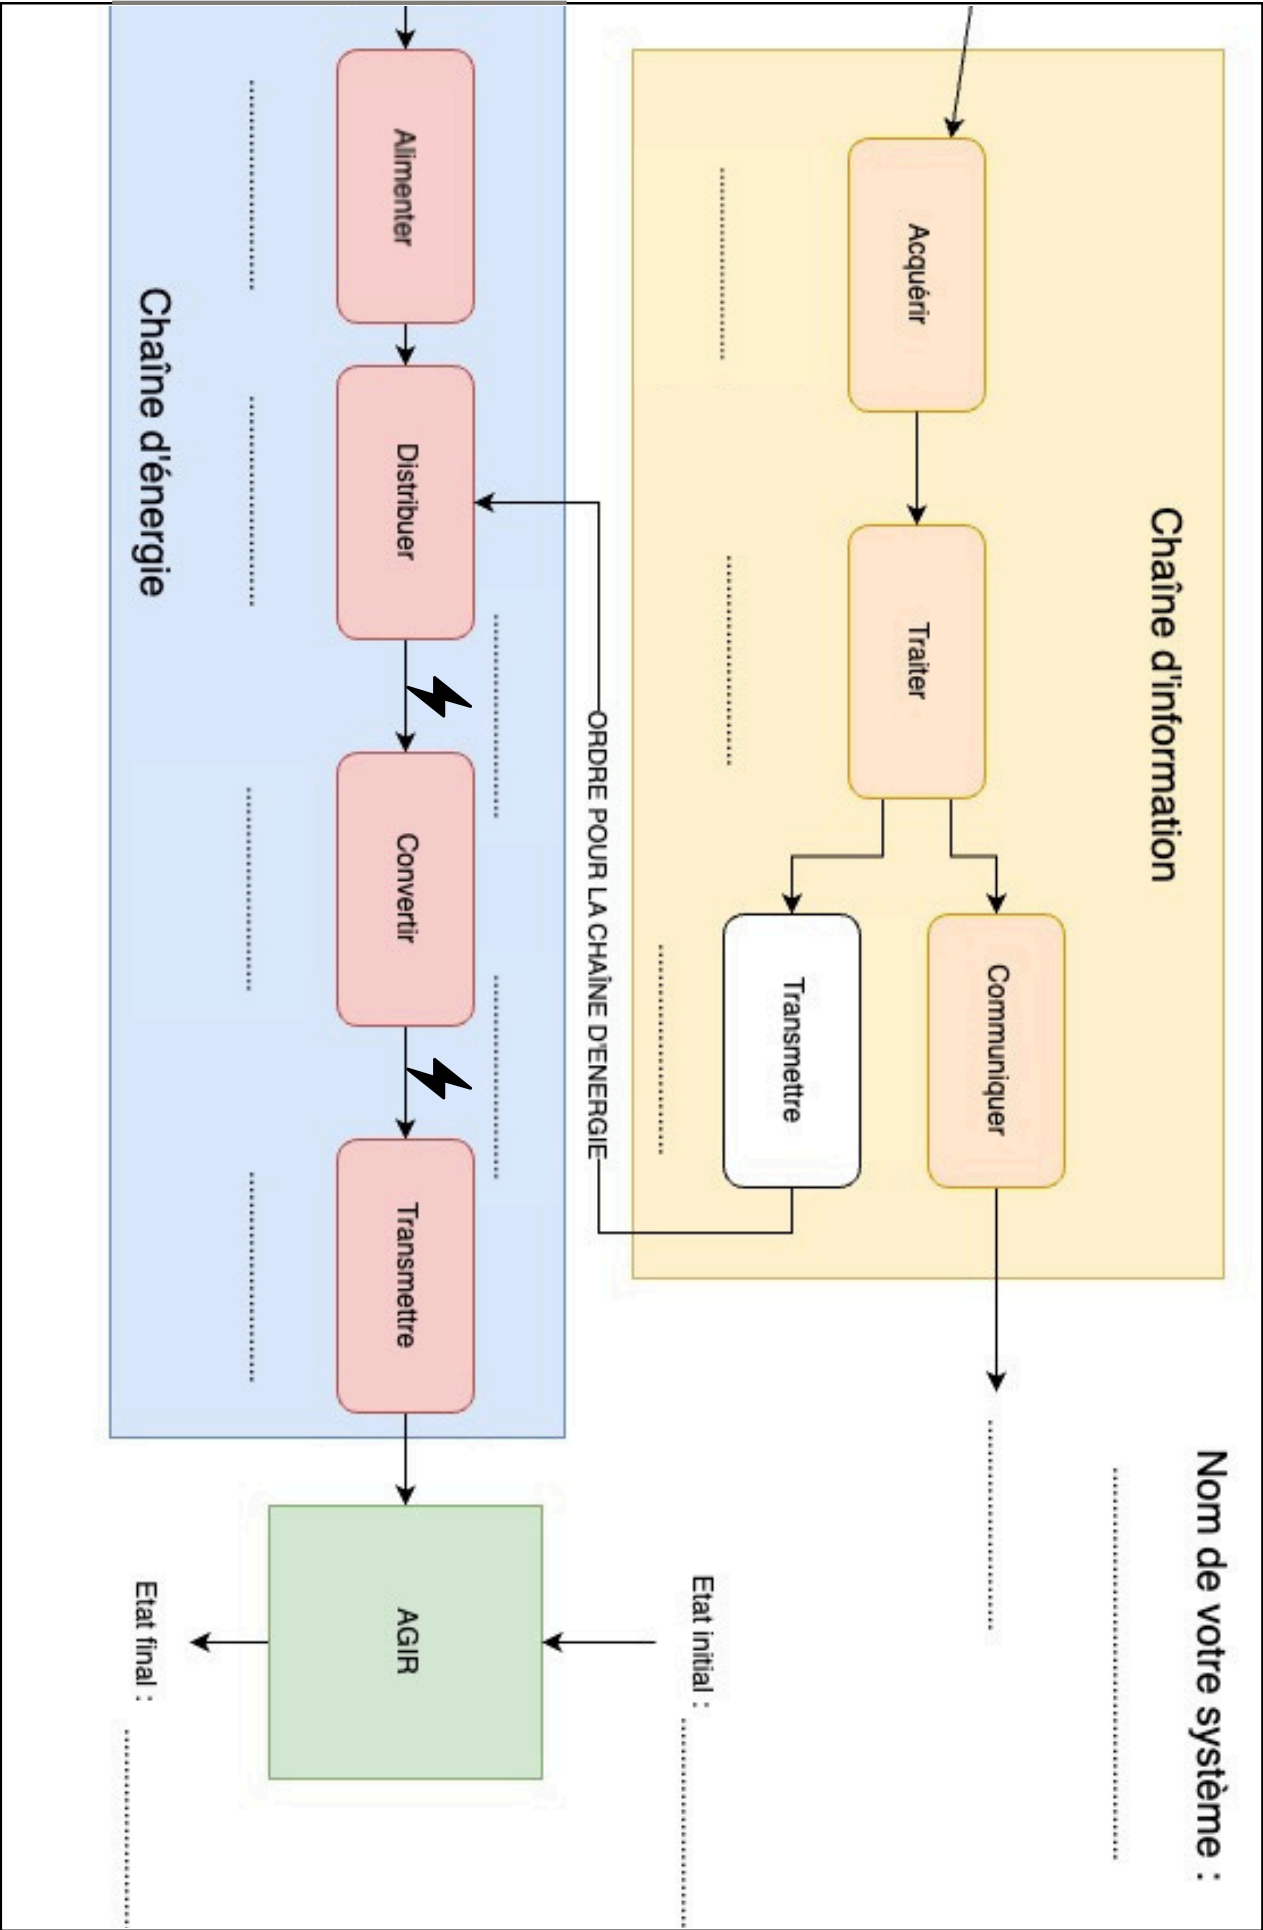 Nom de votre système :
Chaîne d'information
Acquérir
Traiter
Communiquer
Transmettre
ORDRE POUR LA CHAÎNE D'ENERGIE
Etat initial :
Alimenter
Distribuer
Convertir
Transmettre
AGIR
Chaîne d'énergie
Etat final :